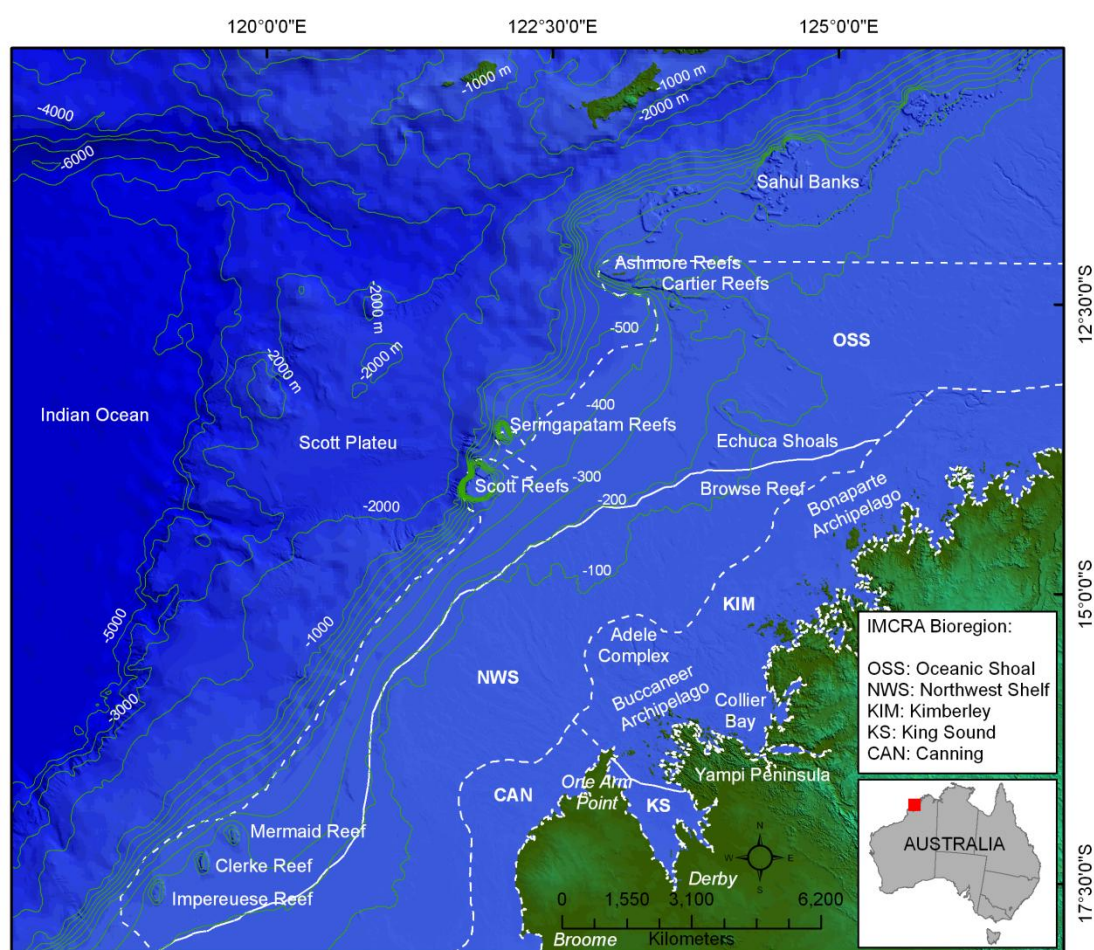 120°0'0"E
122°30'0"E
125°0'0"E
-1000 m
-1000 m
-2000 m
-4000
-6000
Sahul Banks
Ashmore Reefs
Cartier Reefs
12°30'0"S
-2000 m
-500
OSS
-2000 m
-2000 m
-400
Indian Ocean
Scott Plateu
Seringapatam Reefs
Echuca Shoals
-300
Scott Reefs
Browse Reef
-200
-2000
Bonaparte
Archipelago
-100
15°0'0"S
KIM
-5000
-1000
Adele
Complex
NWS
Buccaneer
Archipelago
Collier
Bay
-3000
Yampi Peninsula
One Arm
Point
CAN
KS
IMCRA Bioregion:
OSS: Oceanic Shoal
NWS: Northwest Shelf
KIM: Kimberley
KS: King Sound
CAN: Canning
Mermaid Reef
Clerke Reef
Impereuese Reef
N
W
E
S
Derby
AUSTRALIA
17°30'0"S
0 1,550 3,100 6,200
Kilometers
Broome